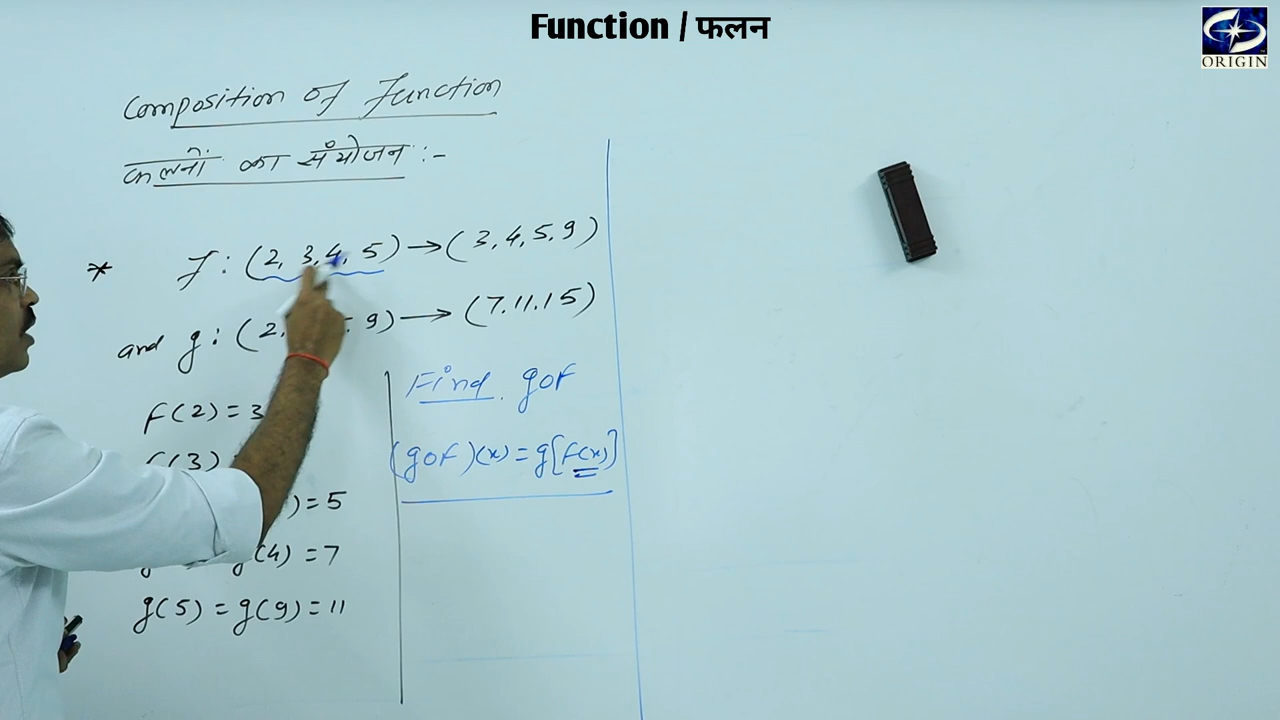 Function / फलन
ORIGIN
Composition of Function
फलनों का संयोजन :-
* f : (2, 3, 4, 5) → ( 3, 4, 5, 9 )
and g : (2, 9) → (7, 11, 15)
Find. gof
f(2) = 3
(gof)(x) = g[f(x)]
f(3)
) = 5
g(4) = 7
g(5) = g(9) = 11